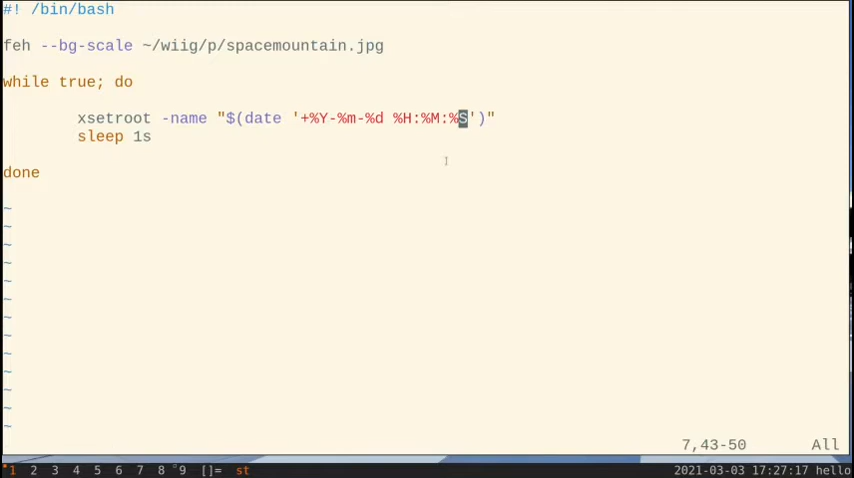 #! /bin/bash
feh --bg-scale ~/wiig/p/spacemountain.jpg
while true; do
xsetroot -name "$(date '+%Y-%m-%d %H:%M:%S')"
sleep 1s
done
~
~
~
~
~
~
~
~
~
~
~
~
~
7,43-50 All
1 2 3 4 5 6 7 8 9 []= st 2021-03-03 17:27:17 hello